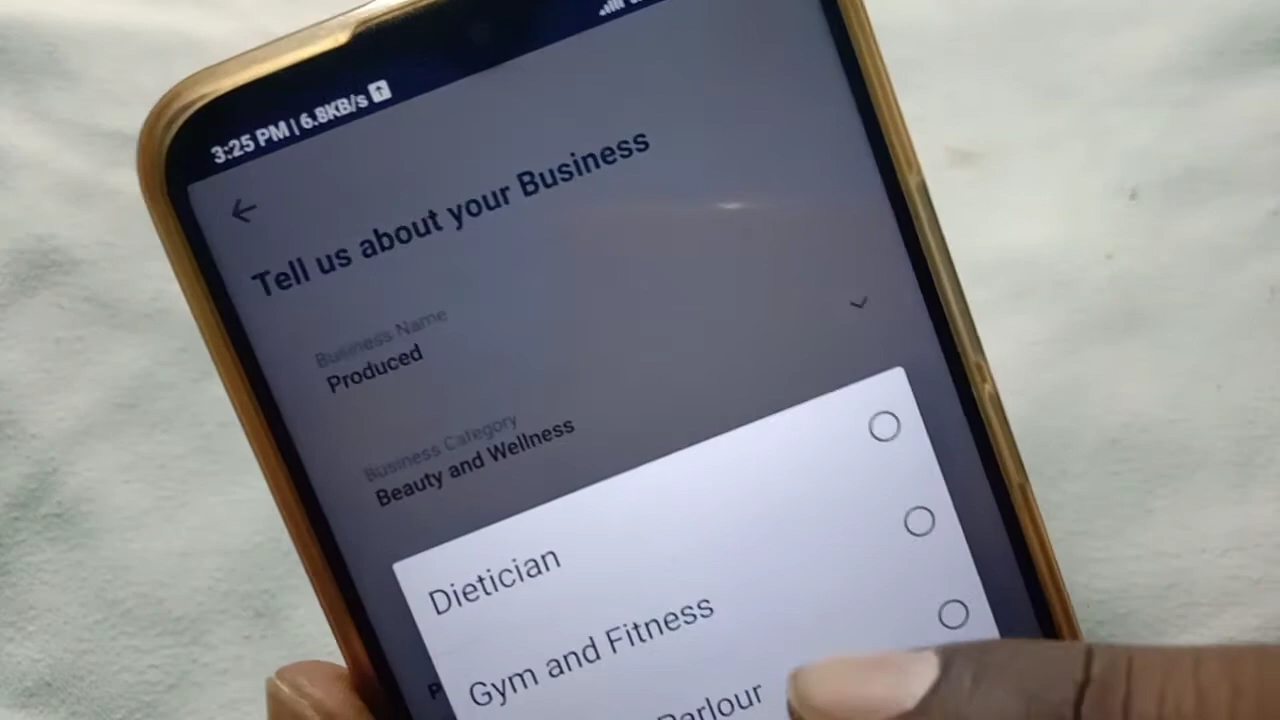 3:25 PM | 6.8KB/s
Tell us about your Business
Business Name
Produced
Business Category
Beauty and Wellness
Dietician
Gym and Fitness
Parlour
P